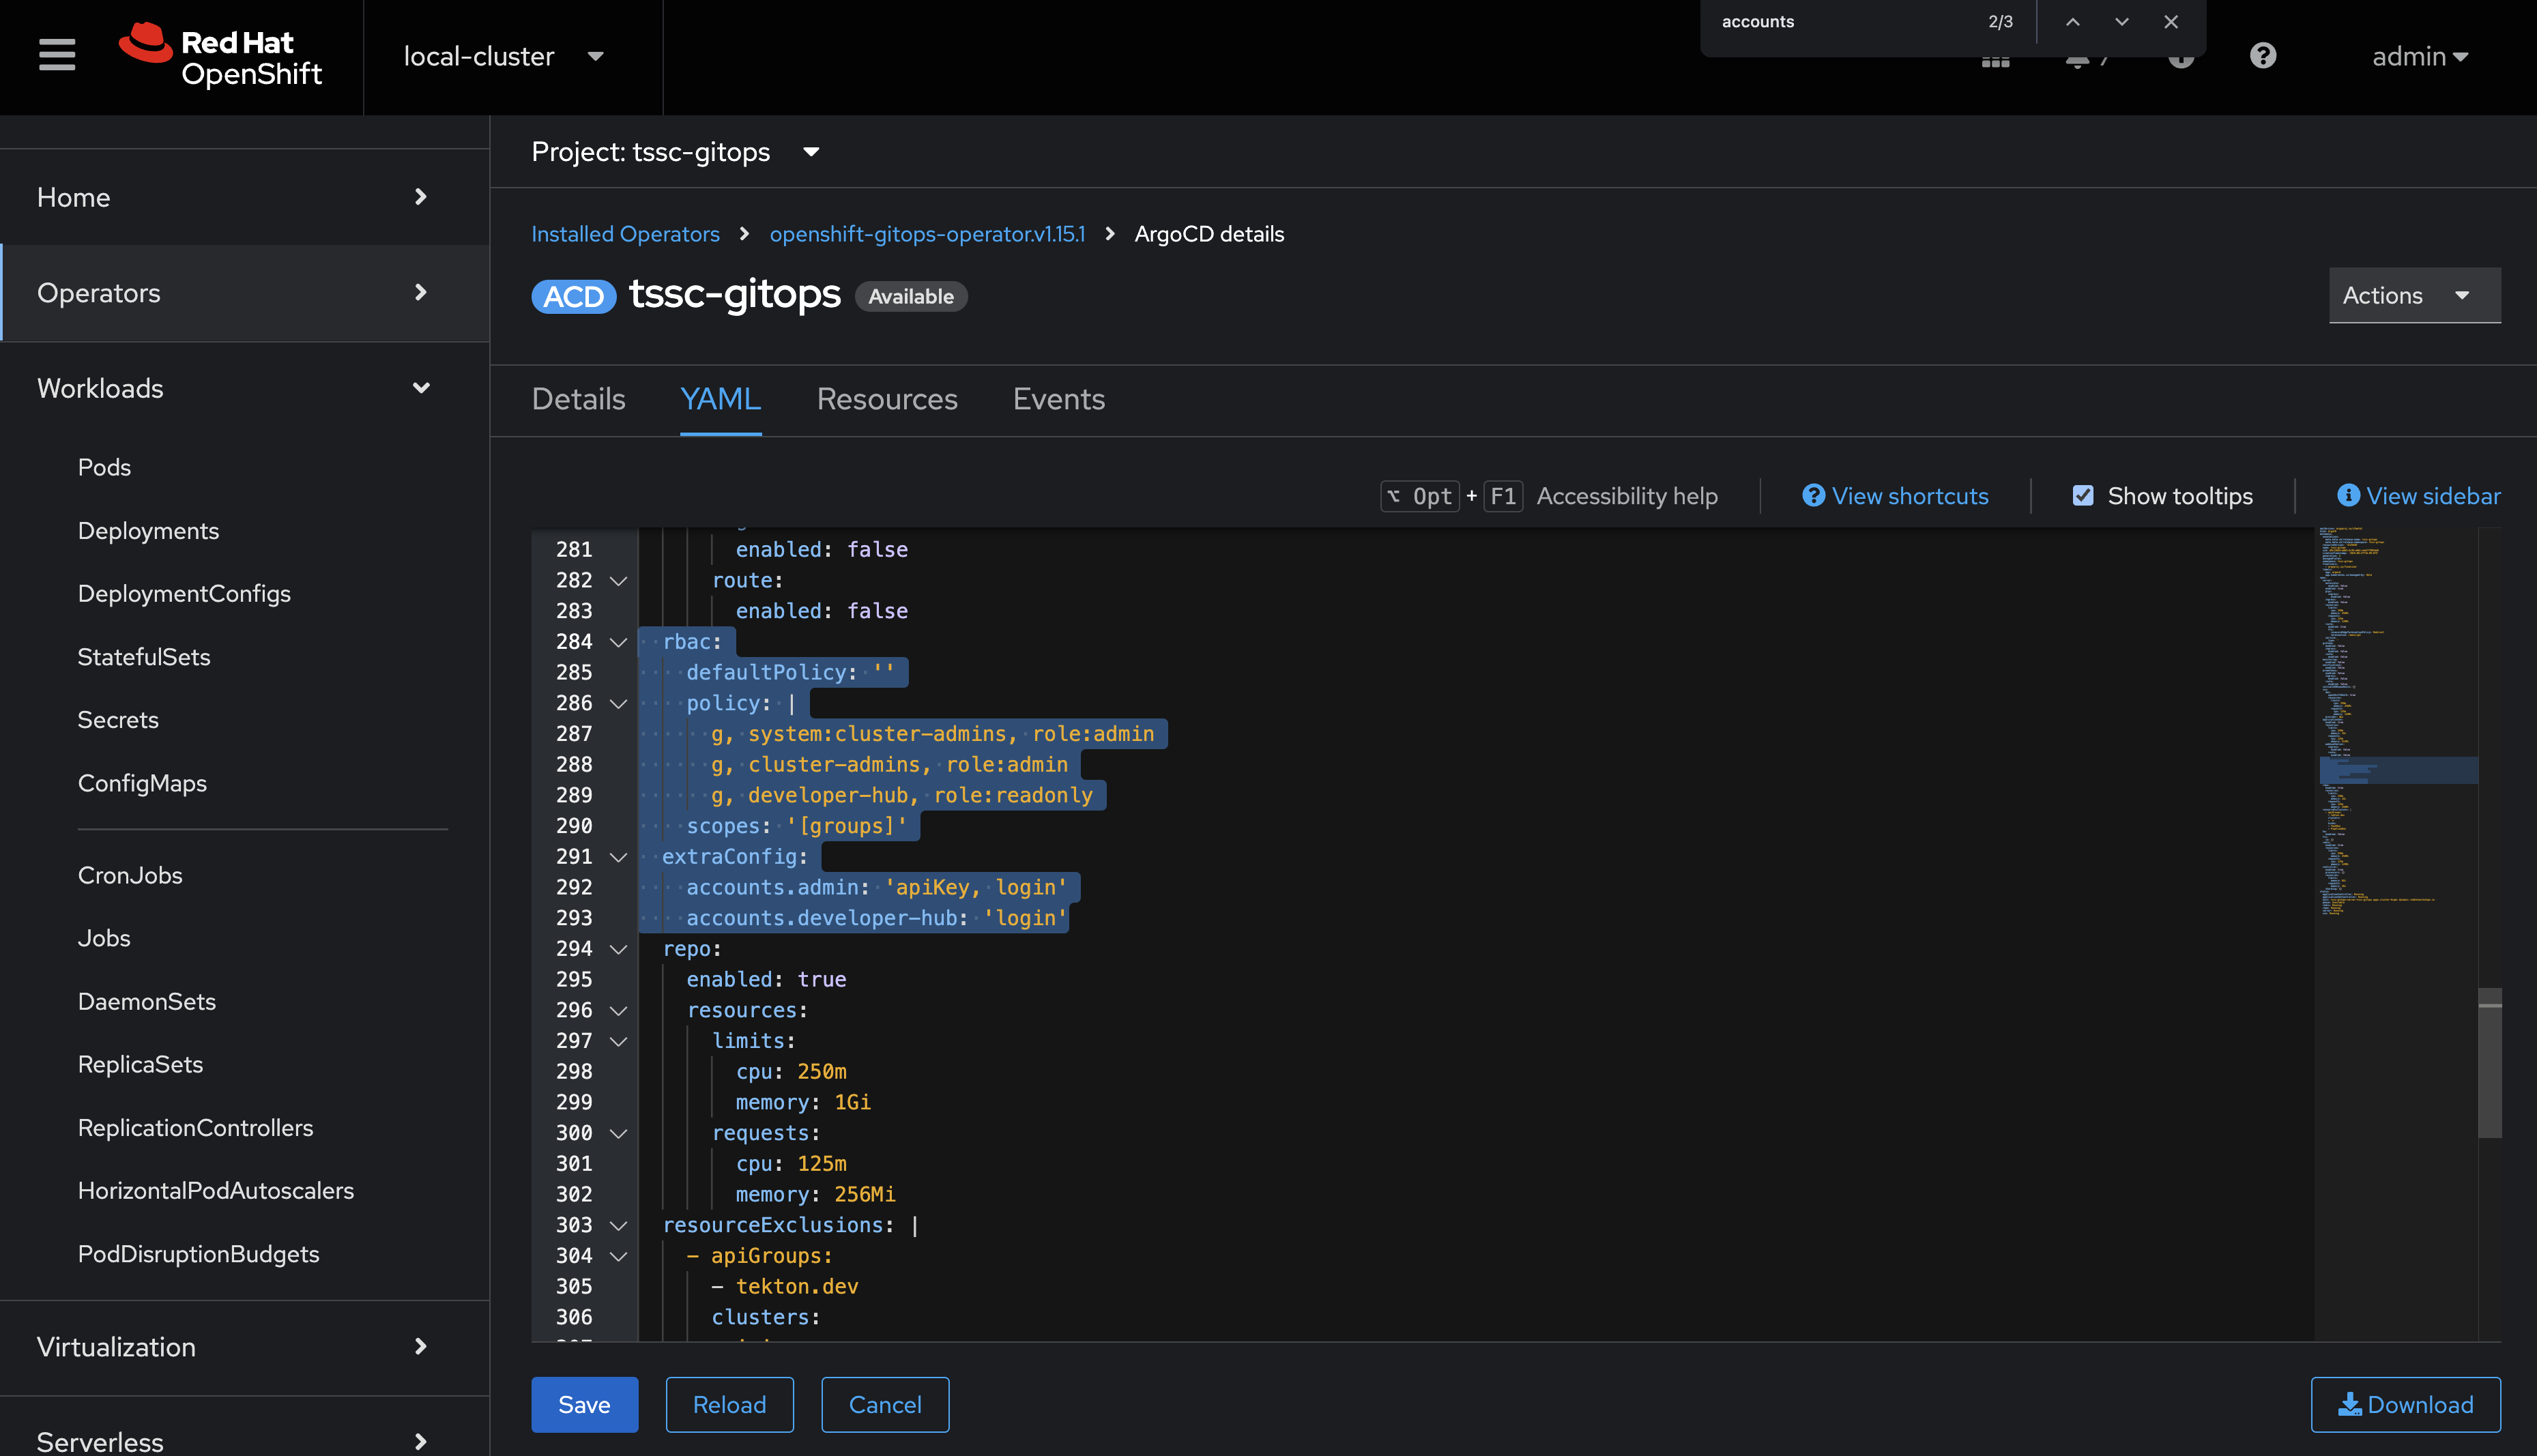 accounts 2/3
Red Hat
OpenShift
local-cluster
admin
Project: tssc-gitops
Home
Operators
Workloads
Pods
Deployments
DeploymentConfigs
StatefulSets
Secrets
ConfigMaps
CronJobs
Jobs
DaemonSets
ReplicaSets
ReplicationControllers
HorizontalPodAutoscalers
PodDisruptionBudgets
Virtualization
Serverless
Installed Operators > openshift-gitops-operator.v1.15.1 > ArgoCD details
ACD tssc-gitops Available
Actions
Details YAML Resources Events
⌥ Opt + F1 Accessibility help View shortcuts Show tooltips View sidebar
281 enabled: false
282 route:
283 enabled: false
284 rbac:
285 defaultPolicy: ''
286 policy: |
287 g, system:cluster-admins, role:admin
288 g, cluster-admins, role:admin
289 g, developer-hub, role:readonly
290 scopes: '[groups]'
291 extraConfig:
292 accounts.admin: 'apiKey, login'
293 accounts.developer-hub: 'login'
294 repo:
295 enabled: true
296 resources:
297 limits:
298 cpu: 250m
299 memory: 1Gi
300 requests:
301 cpu: 125m
302 memory: 256Mi
303 resourceExclusions: |
304 - apiGroups:
305 - tekton.dev
306 clusters:
Save Reload Cancel Download